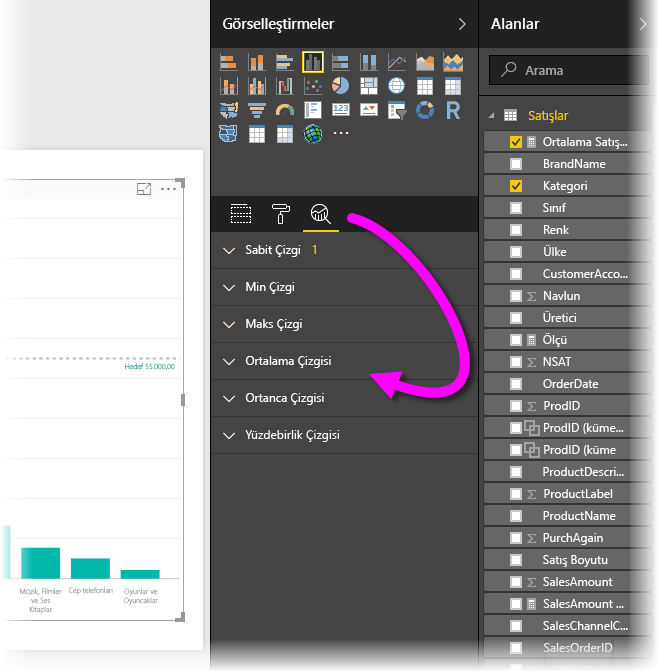 Görselleştirmeler
Alanlar
Arama
123
R
Satışlar
Ortalama Satış...
BrandName
Kategori
Sınıf
Renk
Ülke
CustomerAcco...
Navlun
Üretici
Ölçü
NSAT
OrderDate
ProdID
ProdID (küme...
ProdID (küme
ProductDescri...
ProductLabel
ProductName
PurchAgain
Satış Boyutu
SalesAmount
SalesAmount ...
SalesChannelC...
SalesOrderID
Sabit Çizgi 1
Min Çizgi
Maks Çizgi
Ortalama Çizgisi
Ortanca Çizgisi
Yüzdebirlik Çizgisi
Hedef 55.000,00
Müzik, Filmler
ve Ses
Kitaplar
Cep telefonları
Oyunlar ve
Oyuncaklar